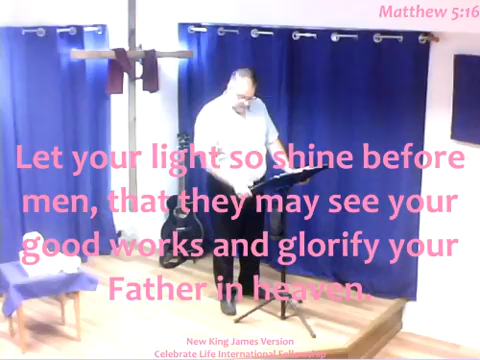 Matthew 5:16
Let your light so shine before
men, that they may see your
good works and glorify your
Father in heaven.
New King James Version
Celebrate Life International Fellowship